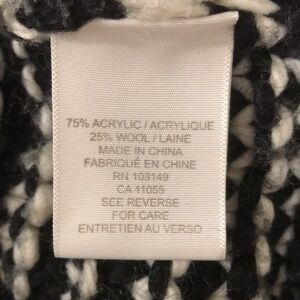 75% ACRYLIC / ACRYLIQUE
25% WOOL / LAINE
MADE IN CHINA
FABRIQUÉ EN CHINE
RN 103149
CA 11055
SEE REVERSE
FOR CARE
ENTRETIEN AU VERSO